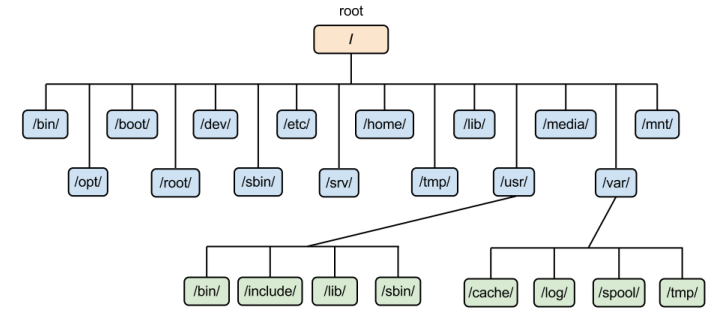 root
/
/bin/ /boot/ /dev/ /etc/ /home/ /lib/ /media/ /mnt/
/opt/ /root/ /sbin/ /srv/ /tmp/ /usr/ /var/
/bin/ /include/ /lib/ /sbin/ /cache/ /log/ /spool/ /tmp/